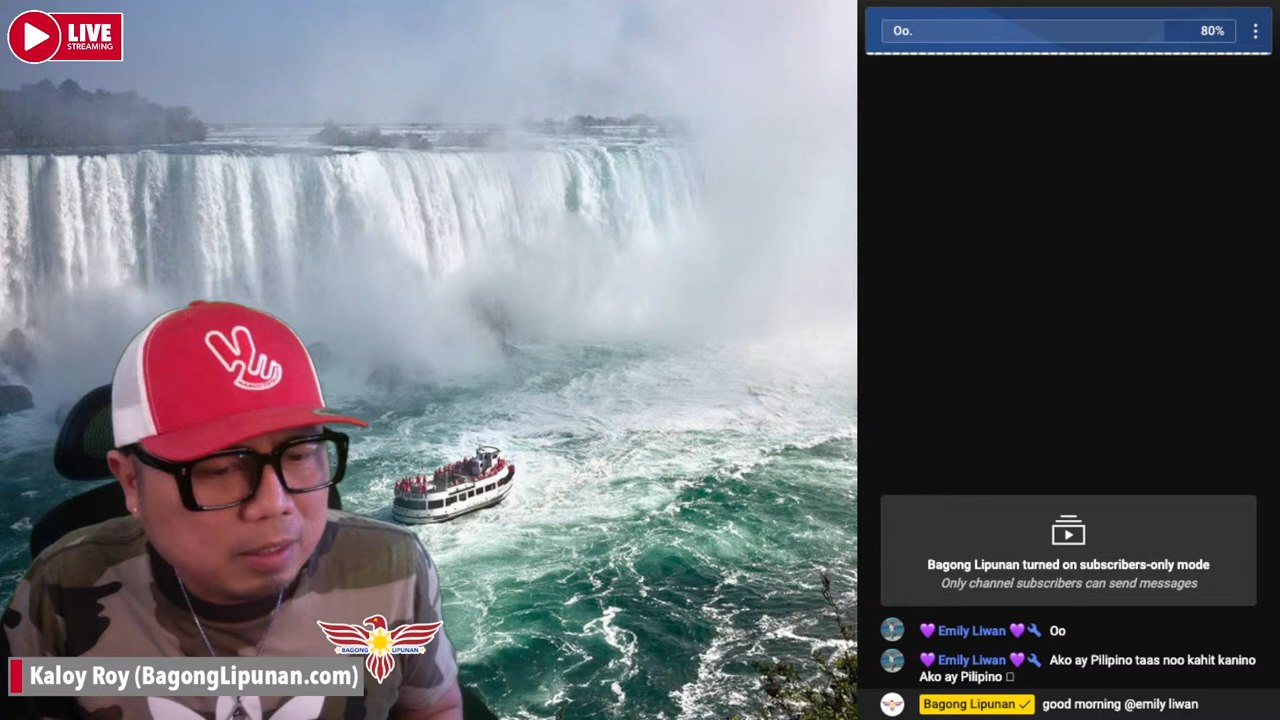 LIVE
STREAMING
Oo.
80%
Bagong Lipunan turned on subscribers-only mode
Only channel subscribers can send messages
Emily Liwan Oo
Emily Liwan Ako ay Pilipino taas noo kahit kanino
Ako ay Pilipino
Bagong Lipunan good morning @emily liwan
BAGONG LIPUNAN
Kaloy Roy (BagongLipunan.com)